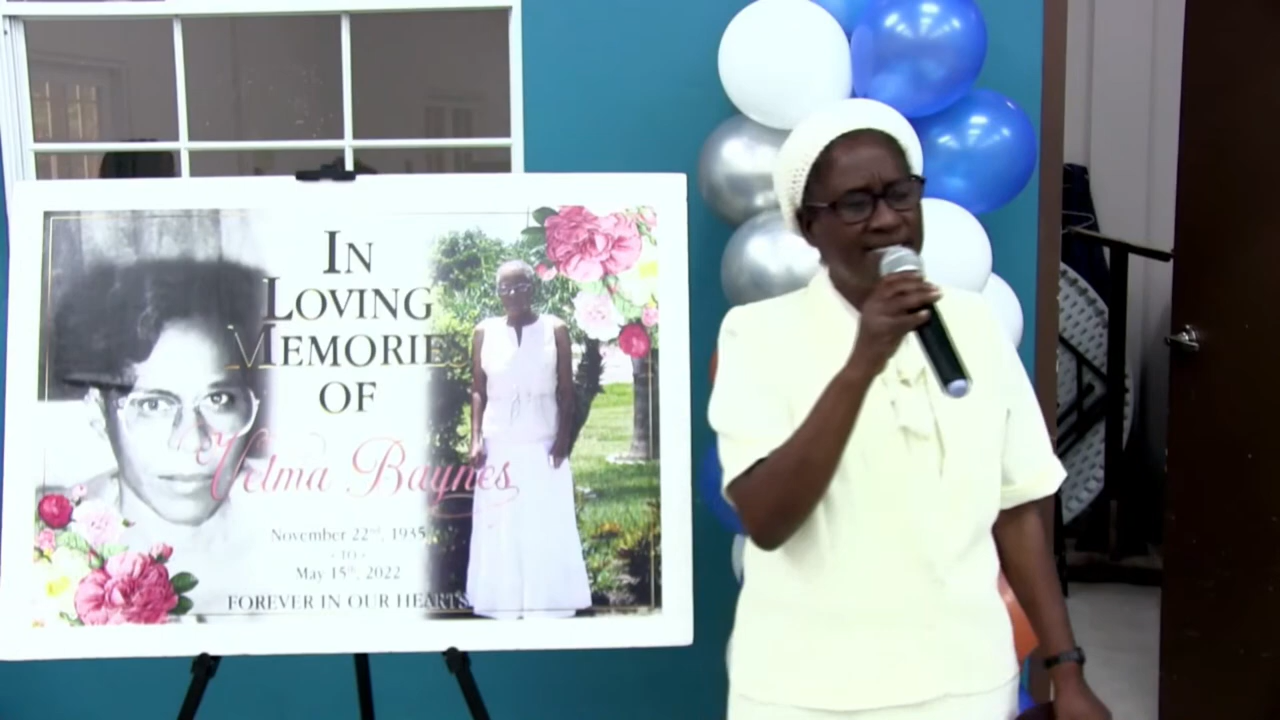 IN
LOVING
MEMORIES
OF
Velma Baynes
November 22nd, 1935
- TO -
May 15th, 2022
FOREVER IN OUR HEARTS